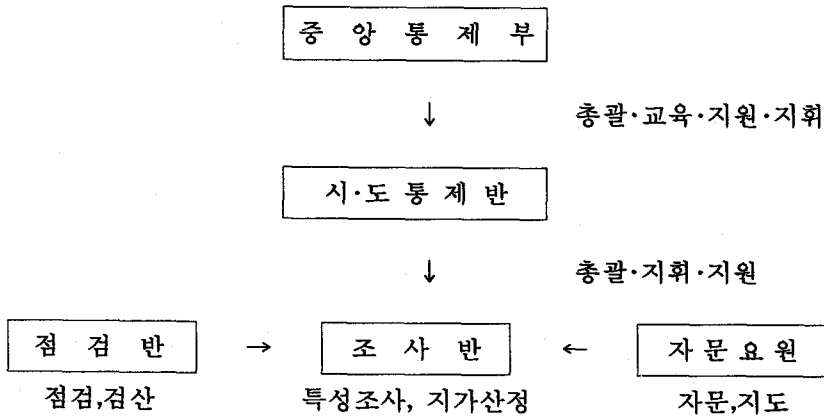 중 앙 통 제 부
↓ 총괄·교육·지원·지휘
시·도 통 제 반
↓ 총괄·지휘·지원
점 검 반 → 조 사 반 ← 자 문 요 원
점검,검산 특성조사, 지가산정 자문,지도